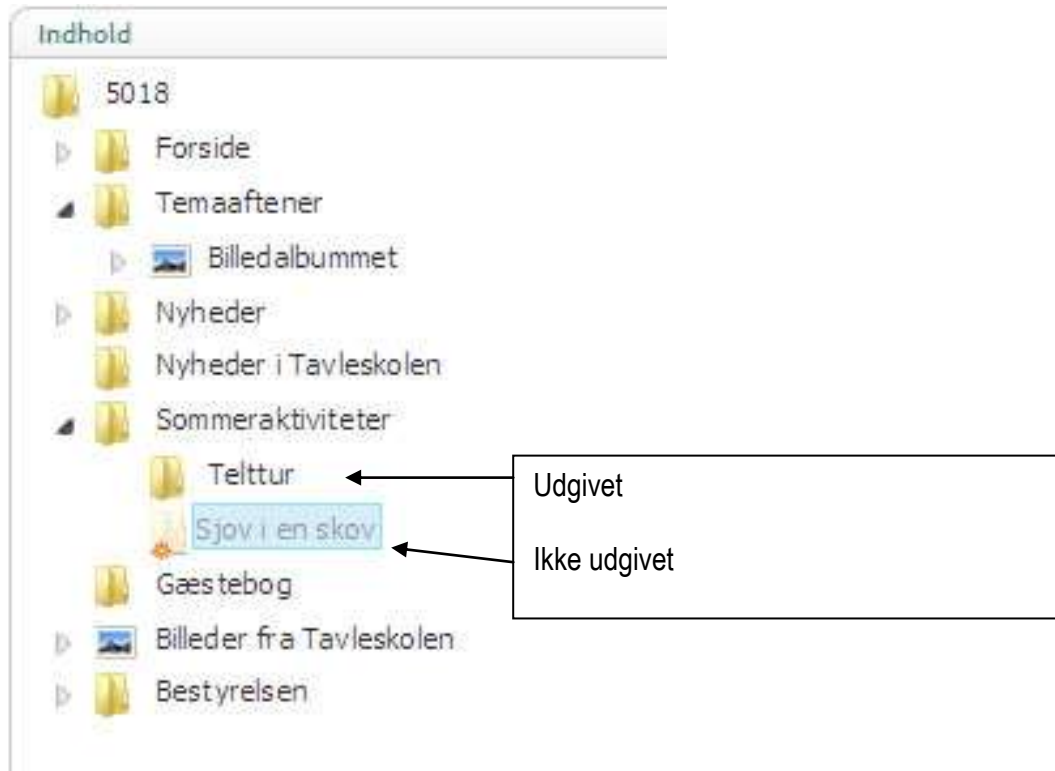 Indhold
5018
Forside
Temaaftener
Billedalbummet
Nyheder
Nyheder i Tavleskolen
Sommeraktiviteter
Telttur
Udgivet
Sjov i en skov
Ikke udgivet
Gæstebog
Billeder fra Tavleskolen
Bestyrelsen